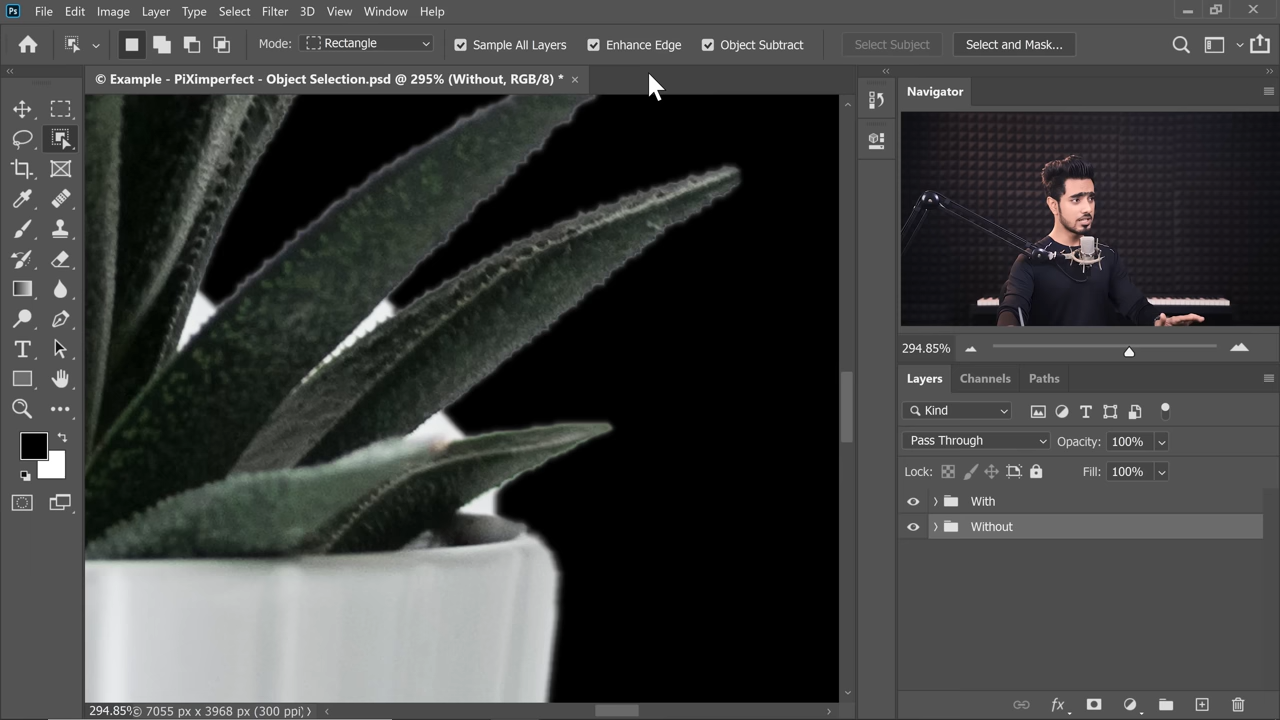 Ps File Edit Image Layer Type Select Filter 3D View Window Help
Mode: Rectangle Sample All Layers Enhance Edge Object Subtract Select Subject Select and Mask...
© Example - PiXimperfect - Object Selection.psd @ 295% (Without, RGB/8) *
Navigator
294.85%
Layers Channels Paths
Kind
Pass Through Opacity: 100%
Lock: Fill: 100%
With
Without
fx
294.85% © 7055 px x 3968 px (300 ppi)